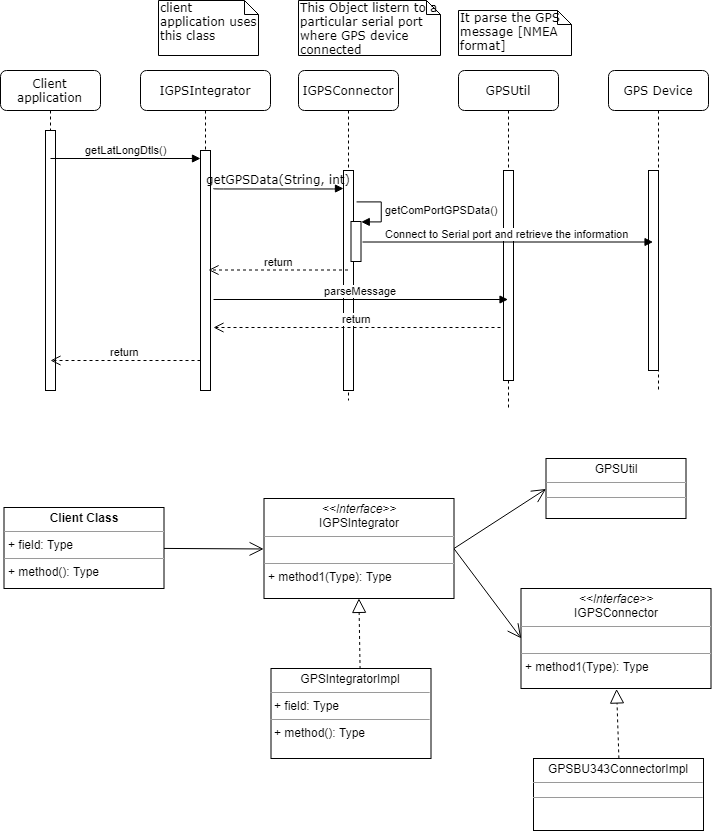 client
application uses
this class
This Object listern to a
particular serial port
where GPS device
connected
It parse the GPS
message [NMEA
format]
Client
application
IGPSIntegrator
IGPSConnector
GPSUtil
GPS Device
getLatLongDtls()
getGPSData(String, int)
getComPortGPSData()
Connect to Serial port and retrieve the information
return
parseMessage
return
return
GPSUtil
Client Class
+ field: Type
+ method(): Type
<<Interface>>
IGPSIntegrator
+ method1(Type): Type
<<Interface>>
IGPSConnector
+ method1(Type): Type
GPSIntegratorImpl
+ field: Type
+ method(): Type
GPSBU343ConnectorImpl